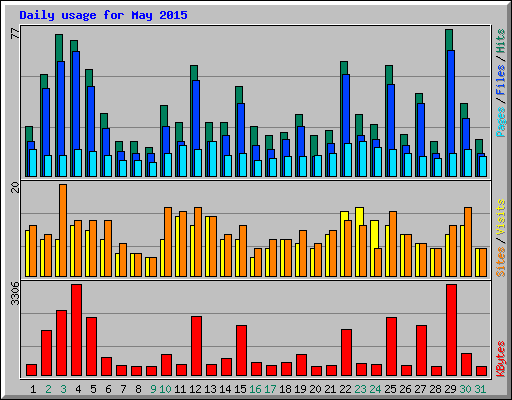 Daily usage for May 2015
77
Pages / Files / Hits
20
Sites / Visits
3306
KBytes
1 2 3 4 5 6 7 8 9 10 11 12 13 14 15 16 17 18 19 20 21 22 23 24 25 26 27 28 29 30 31